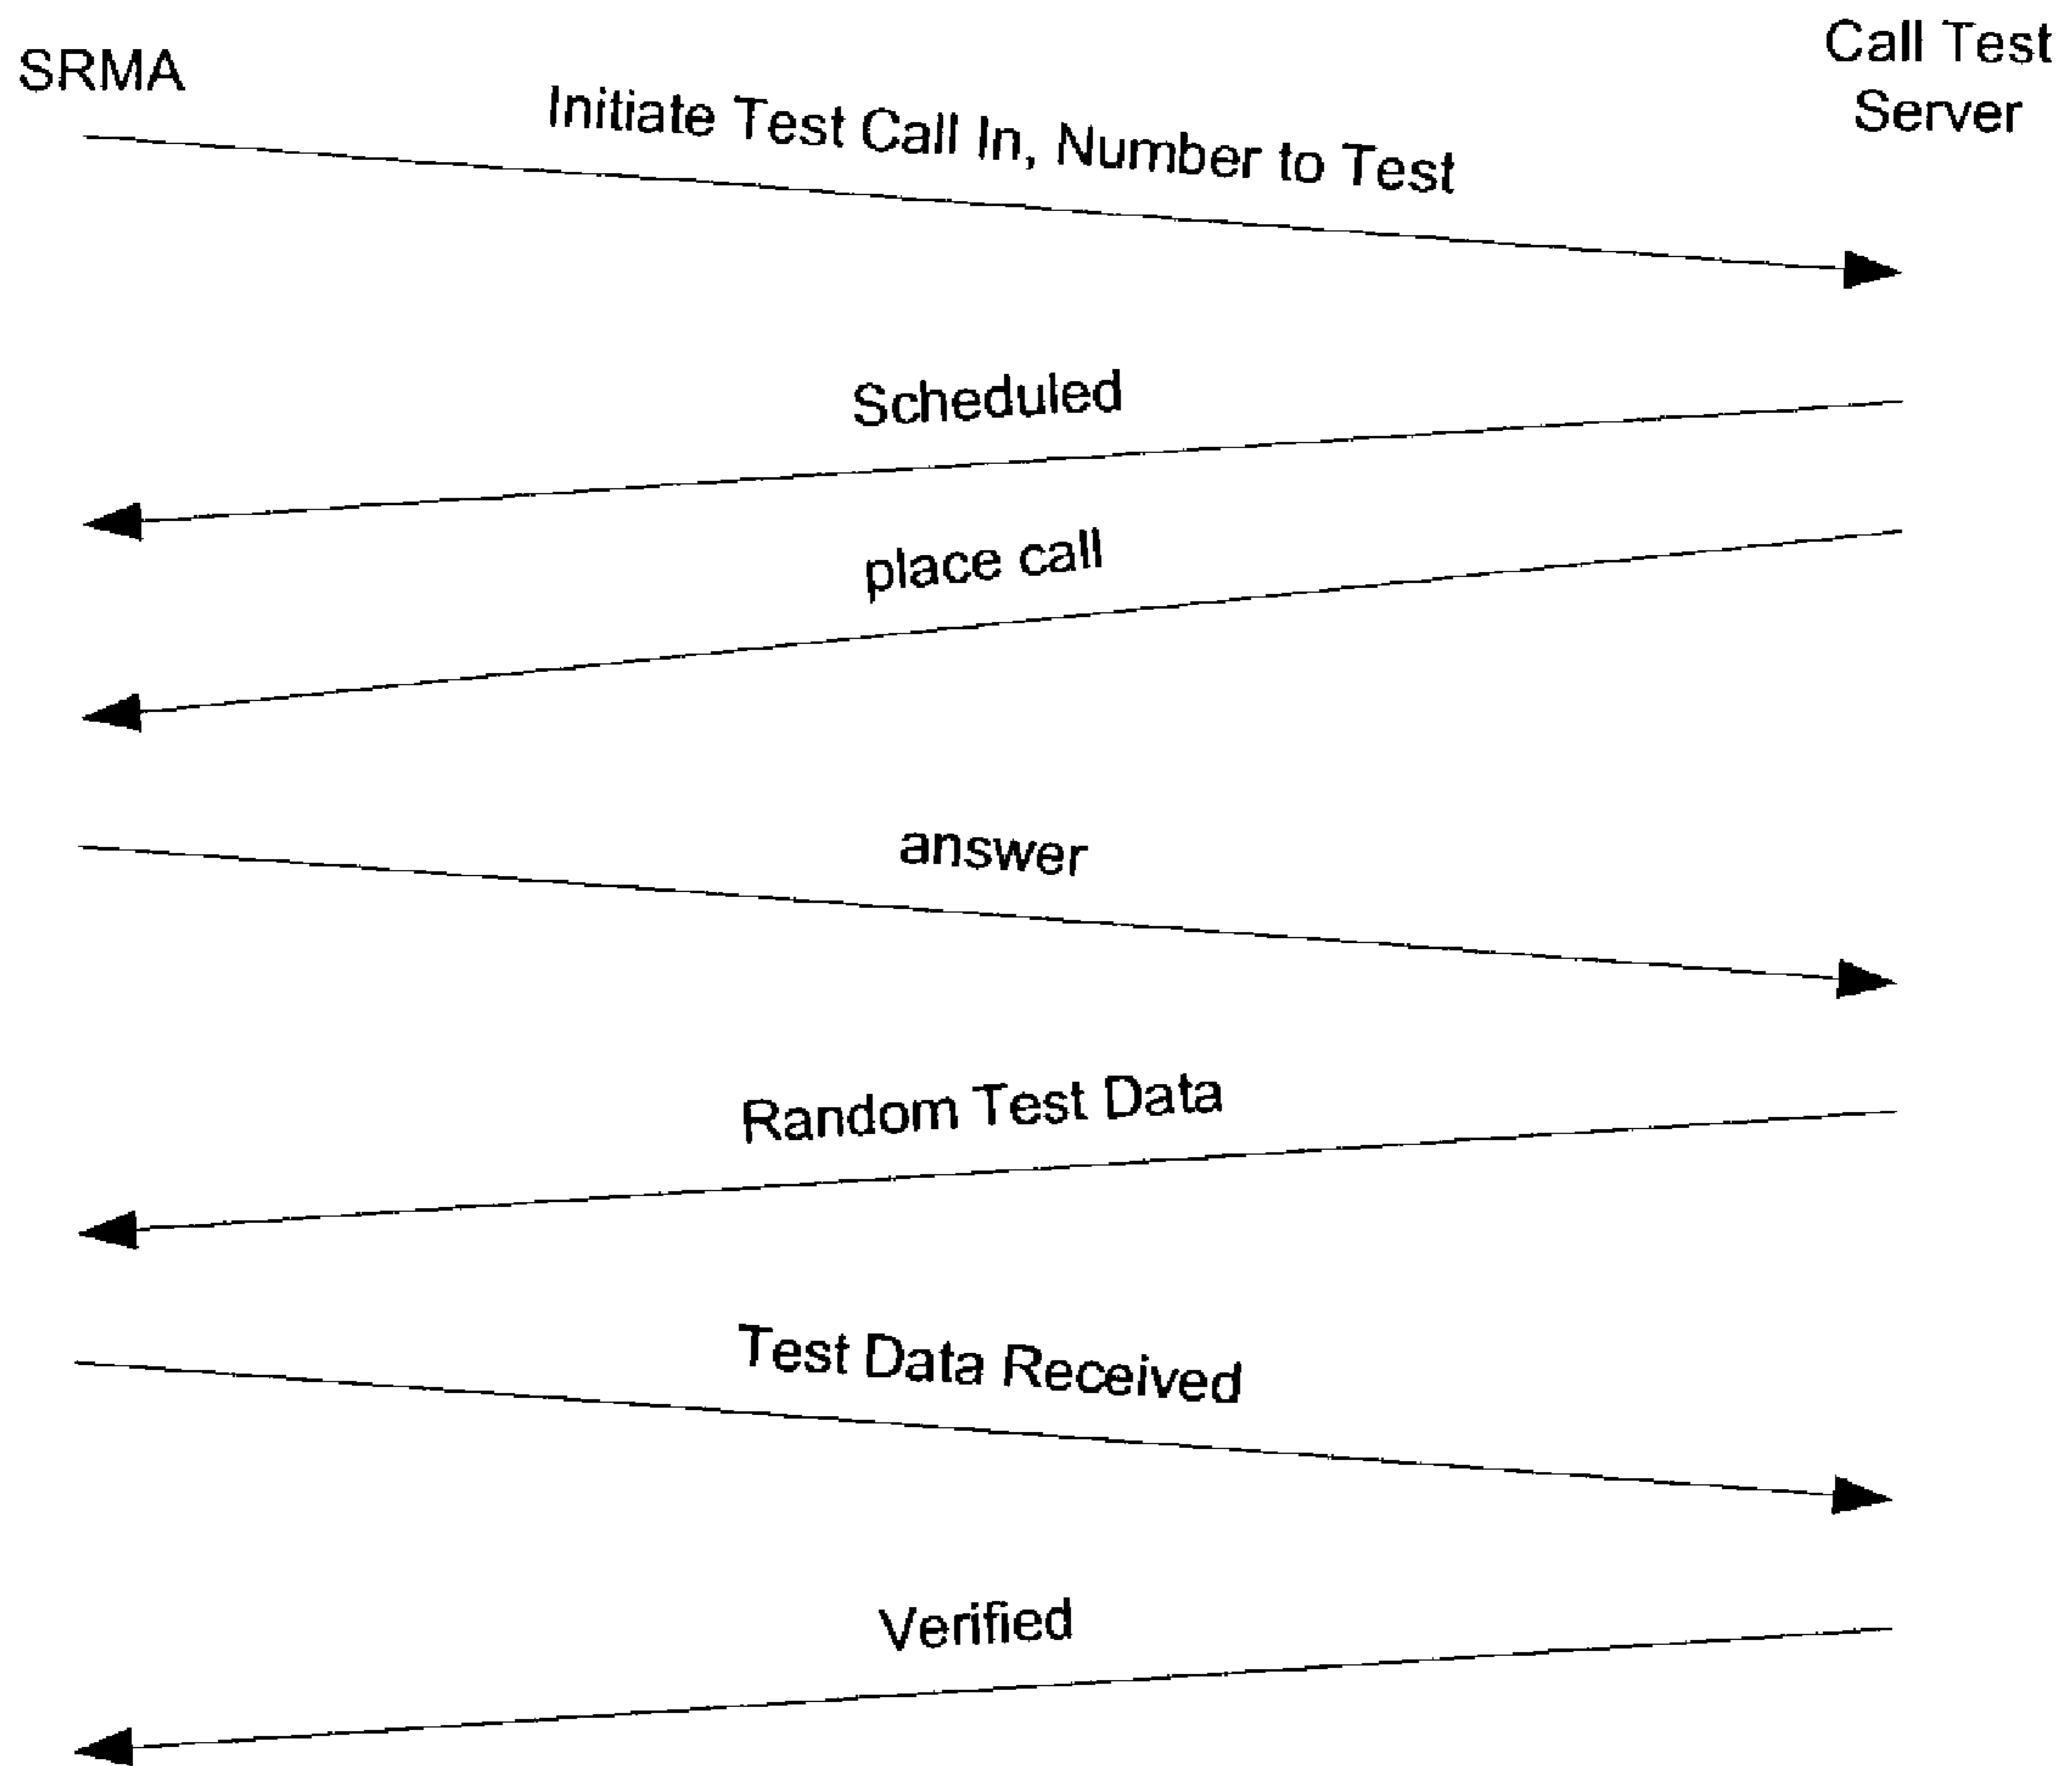 SRMA
Call Test
Server
Initiate Test Call In, Number to Test
Scheduled
place call
answer
Random Test Data
Test Data Received
Verified